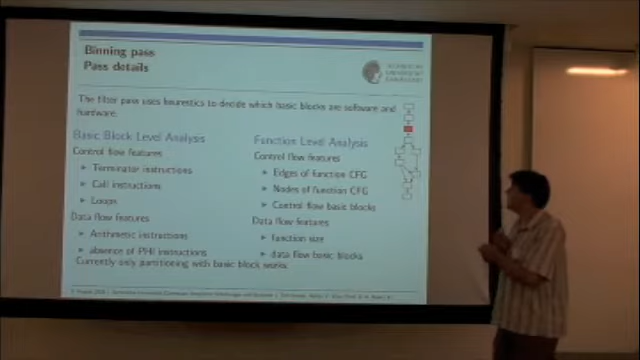 Binning pass
Pass details
The filter pass uses heurestics to decide which basic blocks are software and
hardware.
Basic Block Level Analysis
Control flow features
Terminator instructions
Call instructions
Loops
Data flow features
Arithmetic instructions
absence of PHI instructions
Currently only partitioning with basic block works
Function Level Analysis
Control flow features
Edges of function CFG
Nodes of function CFG
Control flow basic blocks
Data flow features
function size
data flow basic blocks